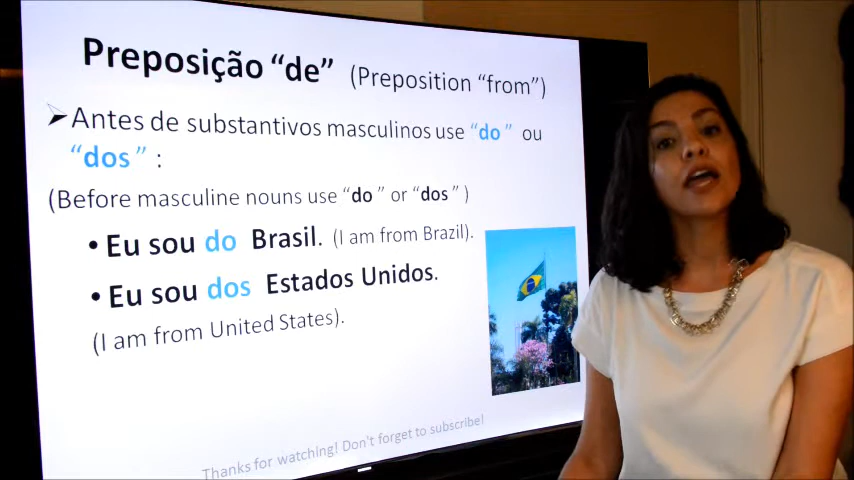 Preposição “de” (Preposition “from”)
Antes de substantivos masculinos use “do ” ou
“dos ” :
(Before masculine nouns use “do ” or “dos ” )
• Eu sou do Brasil. (I am from Brazil).
• Eu sou dos Estados Unidos.
(I am from United States).
Thanks for watching! Don't forget to subscribe!